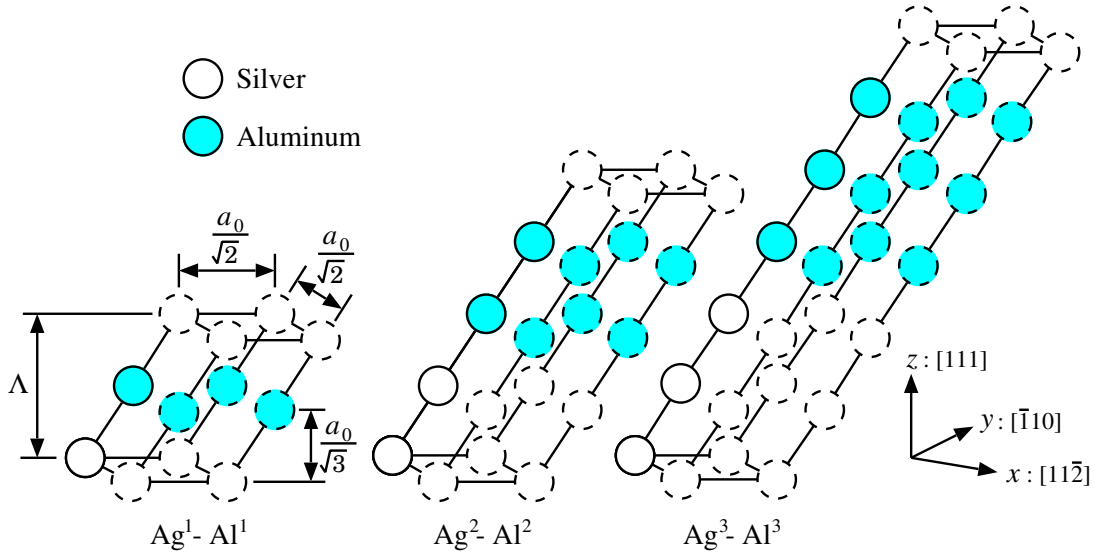 Silver
Aluminum
a₀/√2
a₀/√2
Λ
a₀/√3
z : [111]
y : [1̄10]
x : [112̄]
Ag¹- Al¹
Ag²- Al²
Ag³- Al³